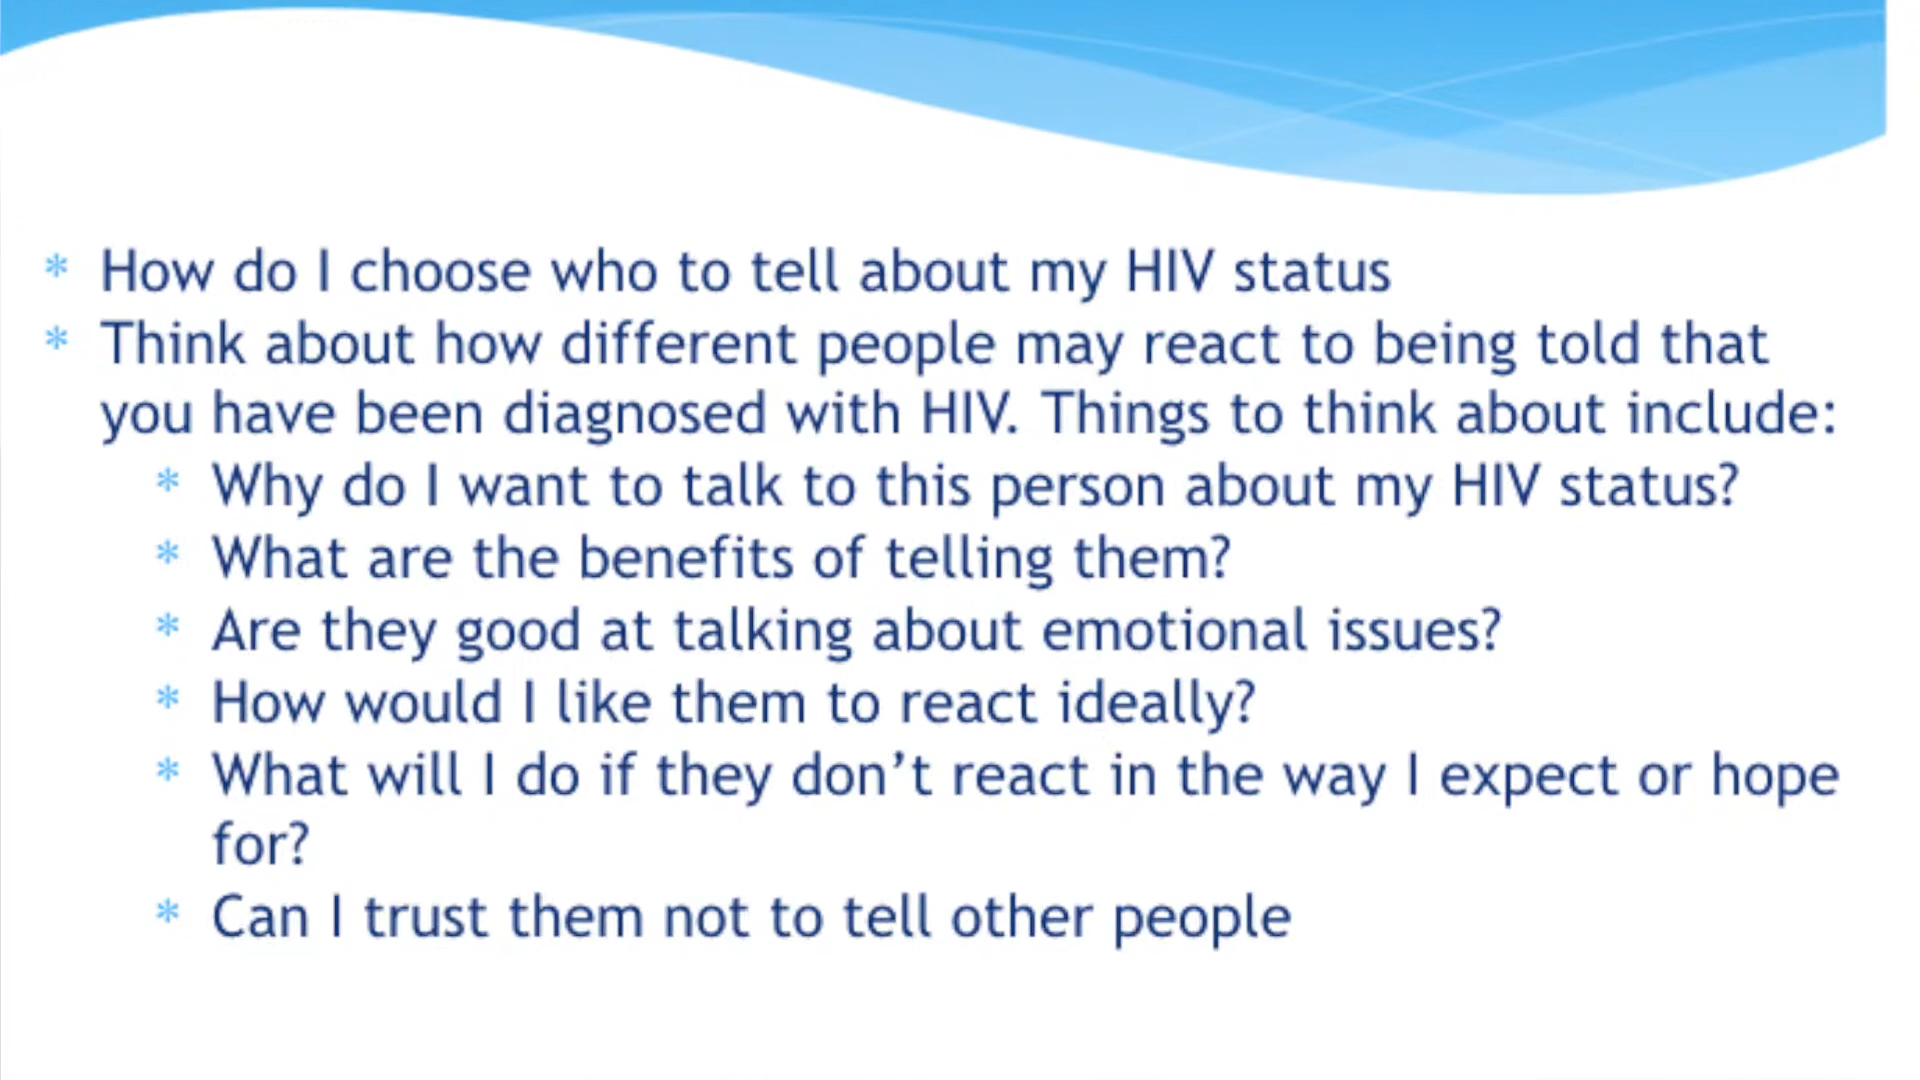 * How do I choose who to tell about my HIV status
* Think about how different people may react to being told that
you have been diagnosed with HIV. Things to think about include:
* Why do I want to talk to this person about my HIV status?
* What are the benefits of telling them?
* Are they good at talking about emotional issues?
* How would I like them to react ideally?
* What will I do if they don’t react in the way I expect or hope
for?
* Can I trust them not to tell other people